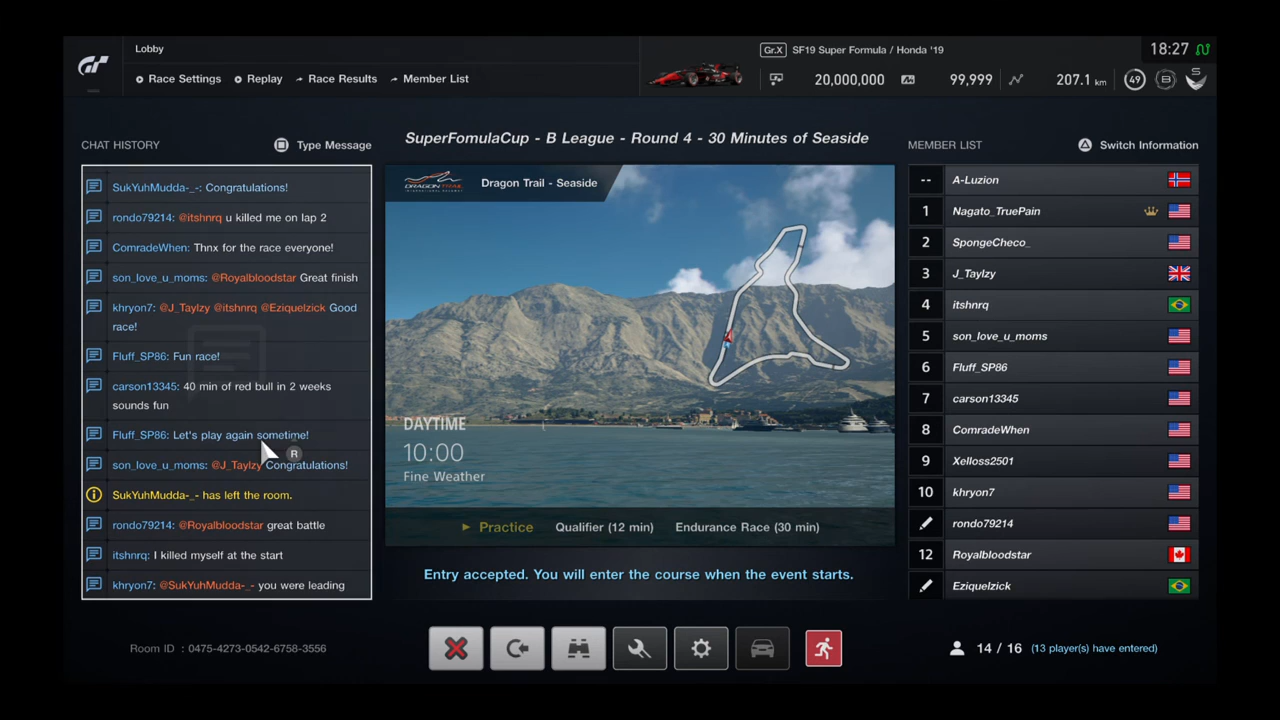 Lobby
Race Settings Replay Race Results Member List
Gr.X SF19 Super Formula / Honda '19
20,000,000 99,999 207.1 km 49 B S
18:27
CHAT HISTORY
Type Message
SukYuhMudda-_-: Congratulations!
rondo79214: @itshnrq u killed me on lap 2
ComradeWhen: Thnx for the race everyone!
son_love_u_moms: @Royalbloodstar Great finish
khryon7: @J_Taylzy @itshnrq @Eziquelzick Good
race!
Fluff_SP86: Fun race!
carson13345: 40 min of red bull in 2 weeks
sounds fun
Fluff_SP86: Let's play again sometime!
R
son_love_u_moms: @J_Taylzy Congratulations!
SukYuhMudda-_- has left the room.
rondo79214: @Royalbloodstar great battle
itshnrq: I killed myself at the start
khryon7: @SukYuhMudda-_- you were leading
Room ID : 0475-4273-0542-6758-3556
SuperFomulaCup - B League - Round 4 - 30 Minutes of Seaside
DRAGON TRAIL
Dragon Trail - Seaside
DAYTIME
10:00
Fine Weather
Practice Qualifier (12 min) Endurance Race (30 min)
Entry accepted. You will enter the course when the event starts.
MEMBER LIST
Switch Information
-- A-Luzion
1 Nagato_TruePain
2 SpongeCheco_
3 J_Taylzy
4 itshnrq
5 son_love_u_moms
6 Fluff_SP86
7 carson13345
8 ComradeWhen
9 Xelloss2501
10 khryon7
rondo79214
12 Royalbloodstar
Eziquelzick
14 / 16 (13 player(s) have entered)